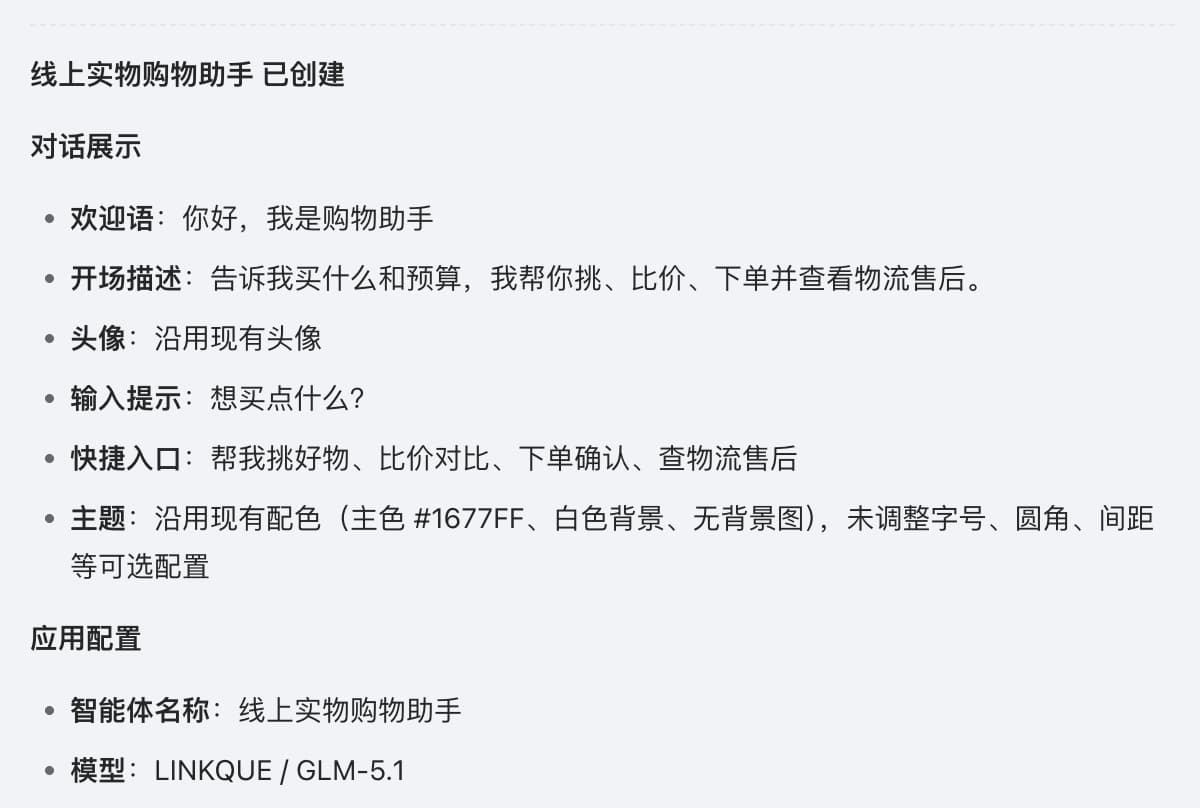 线上实物购物助手 已创建
对话展示
欢迎语：你好，我是购物助手
开场描述：告诉我买什么和预算，我帮你挑、比价、下单并查看物流售后。
头像：沿用现有头像
输入提示：想买点什么?
快捷入口：帮我挑好物、比价对比、下单确认、查物流售后
主题：沿用现有配色（主色 #1677FF、白色背景、无背景图），未调整字号、圆角、间距
等可选配置
应用配置
智能体名称：线上实物购物助手
模型：LINKQUE / GLM-5.1